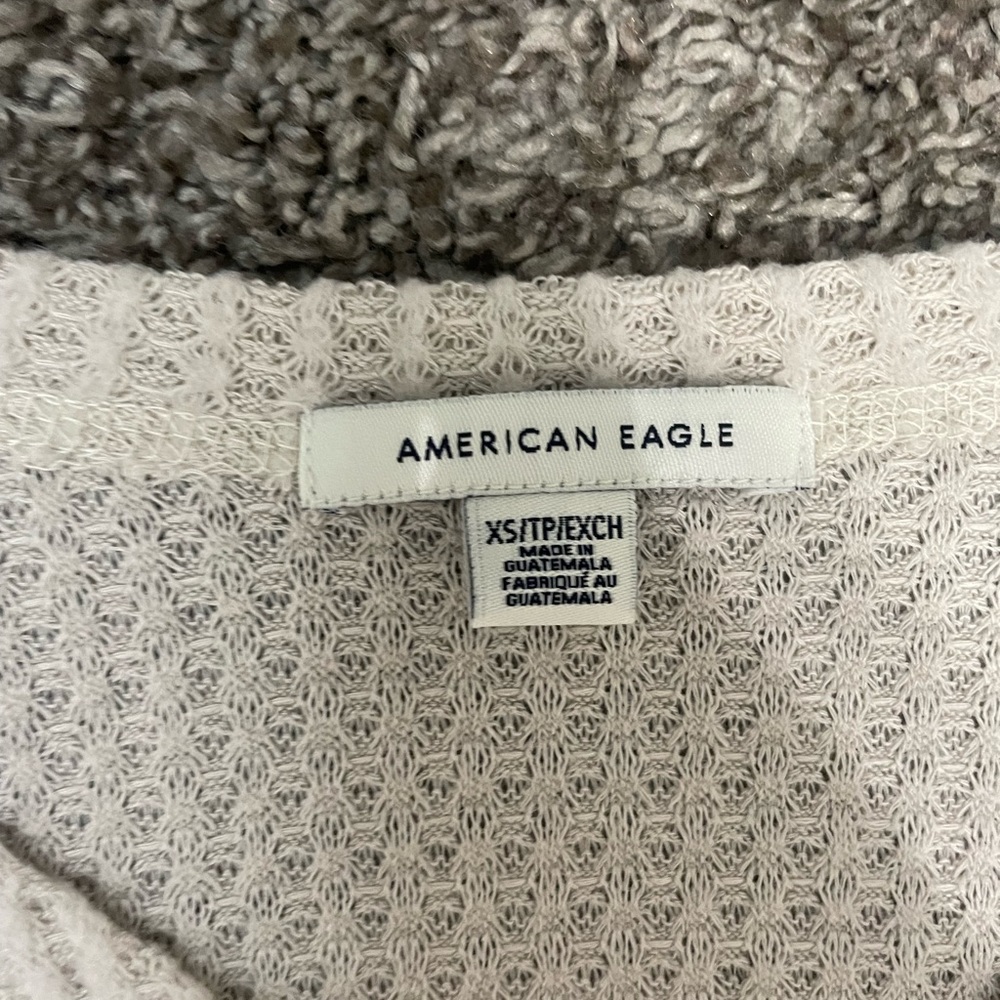 AMERICAN EAGLE
XS/TP/EXCH
MADE IN
GUATEMALA
FABRIQUÉ AU
GUATEMALA